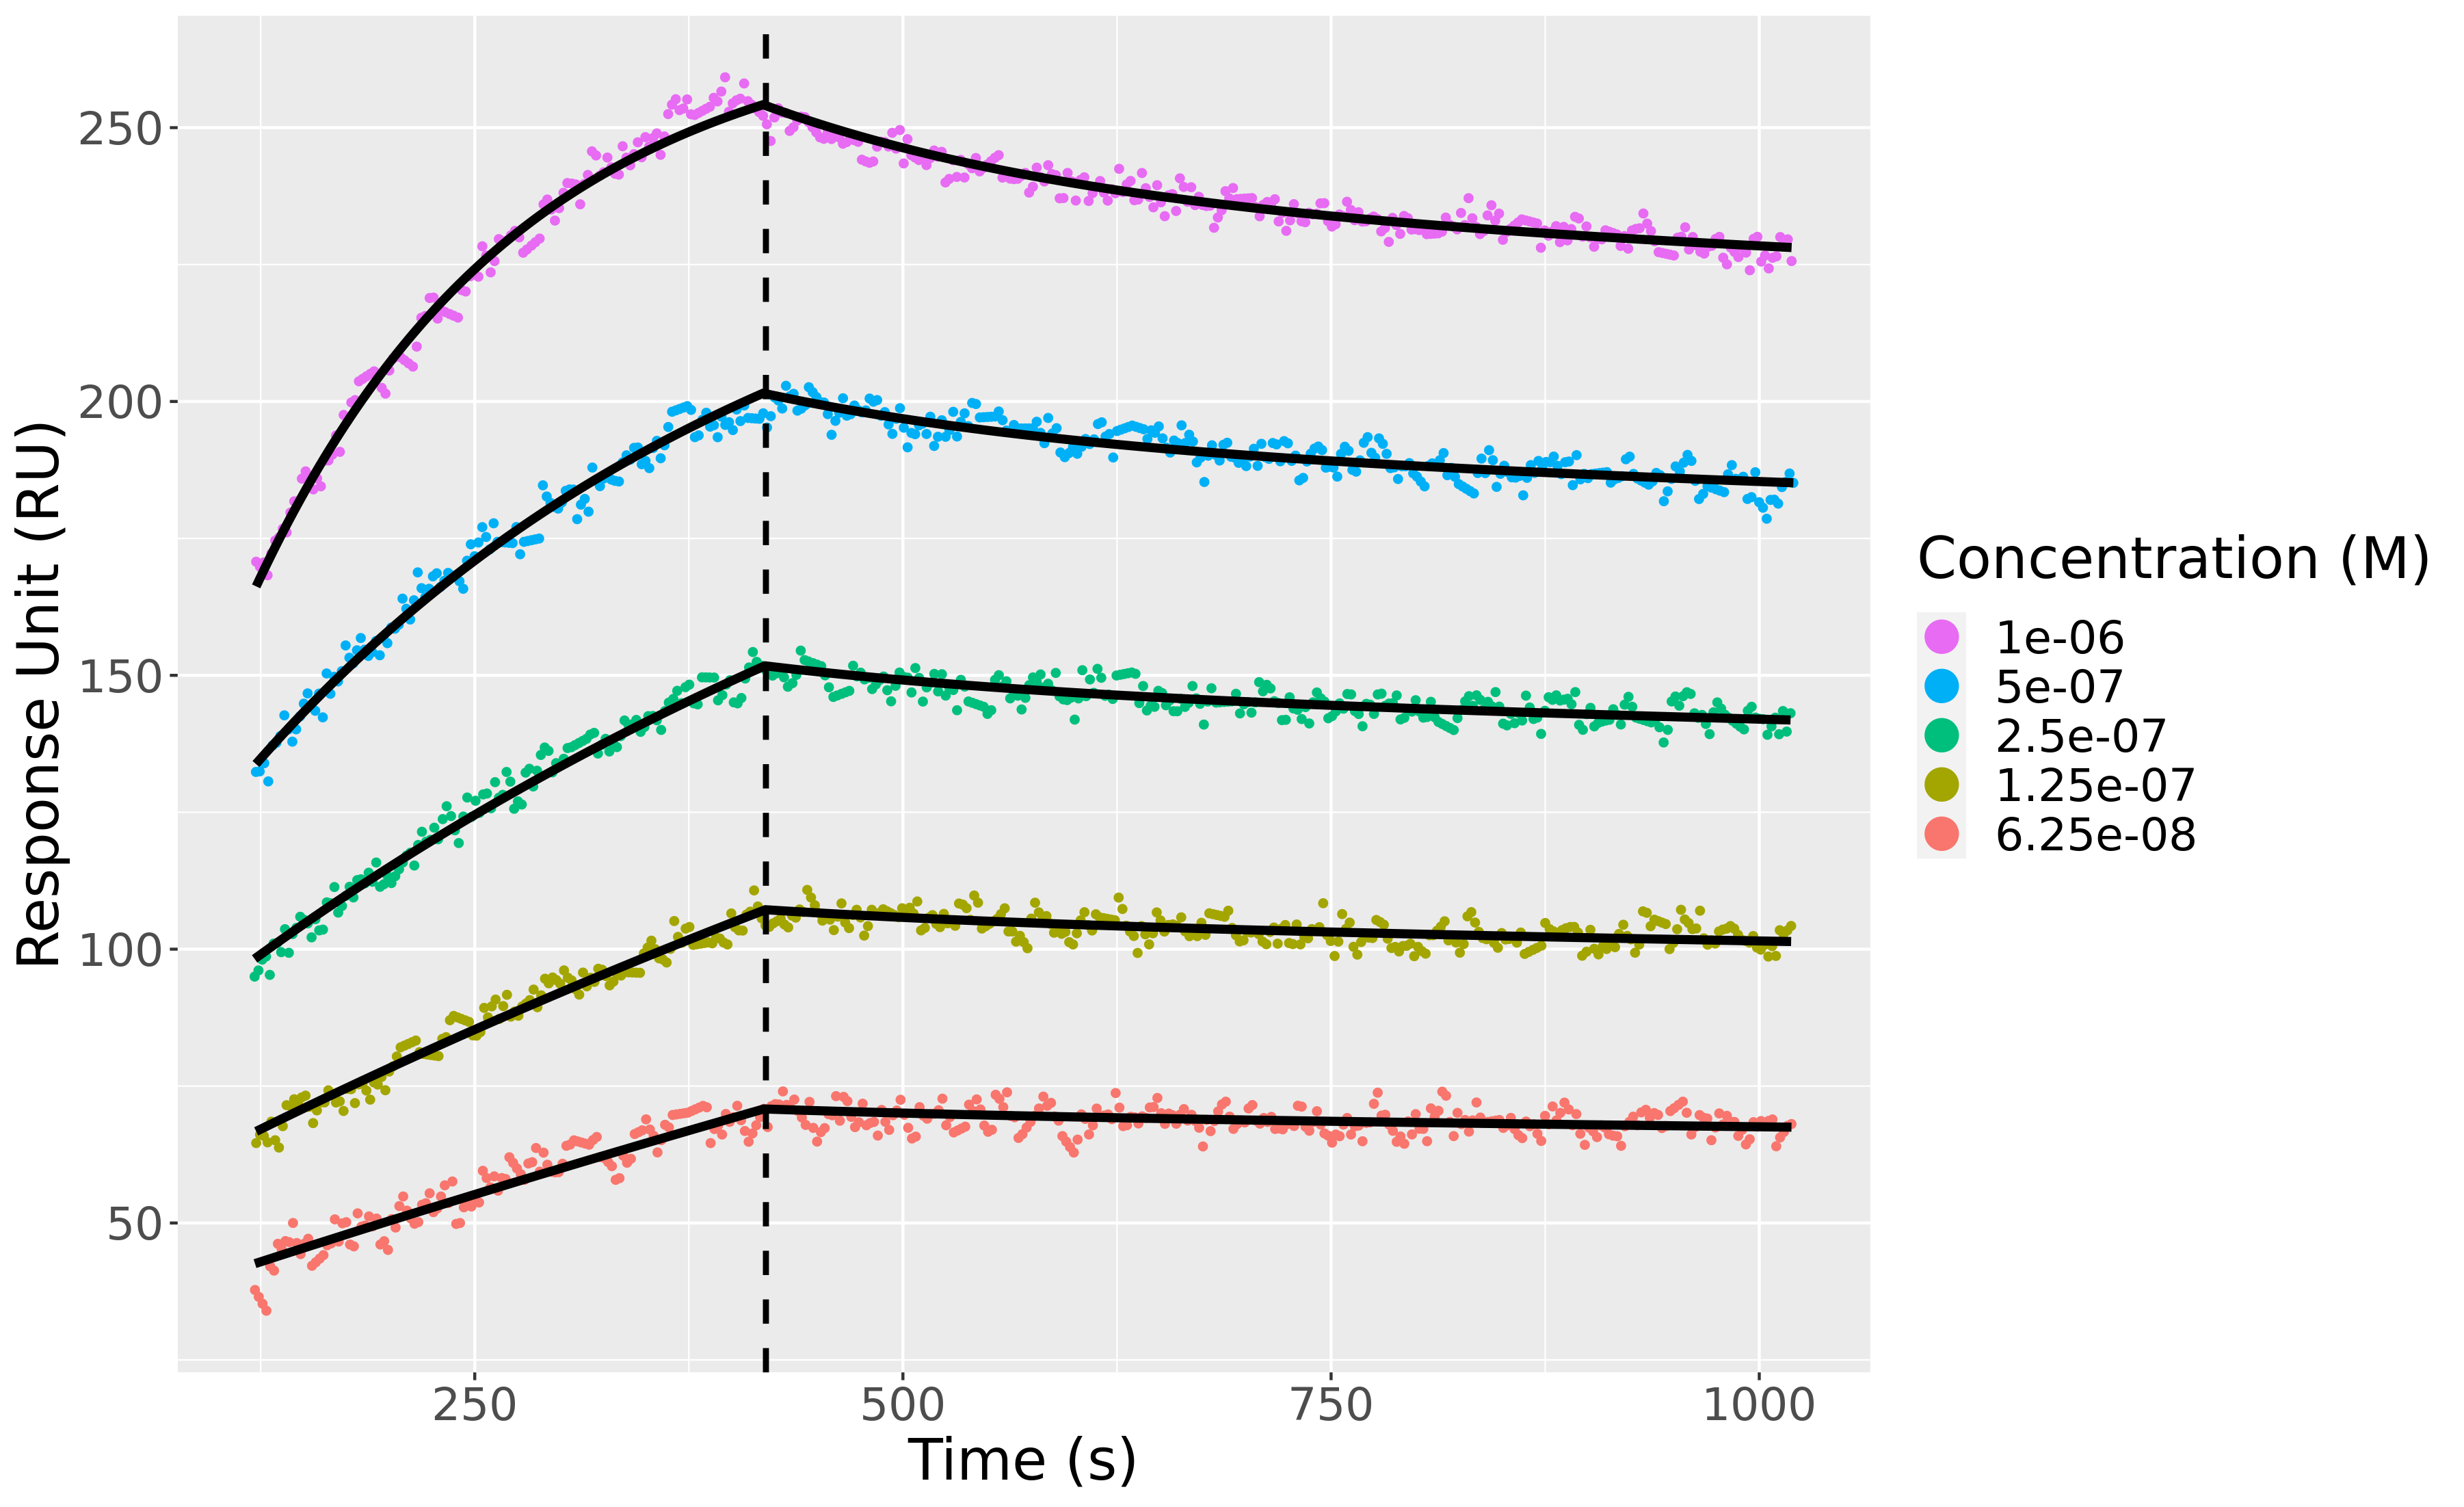 250
200
150
100
50
Response Unit (RU)
250 500 750 1000
Time (s)
Concentration (M)
1e-06
5e-07
2.5e-07
1.25e-07
6.25e-08